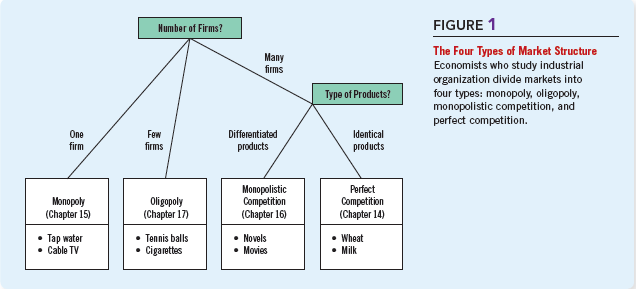 Number of Firms?
Many
firms
Type of Products?
One
firm
Few
firms
Differentiated
products
Identical
products
Monopoly
(Chapter 15)
• Tap water
• Cable TV
Oligopoly
(Chapter 17)
• Tennis balls
• Cigarettes
Monopolistic
Competition
(Chapter 16)
• Novels
• Movies
Perfect
Competition
(Chapter 14)
• Wheat
• Milk
FIGURE 1
The Four Types of Market Structure
Economists who study industrial
organization divide markets into
four types: monopoly, oligopoly,
monopolistic competition, and
perfect competition.